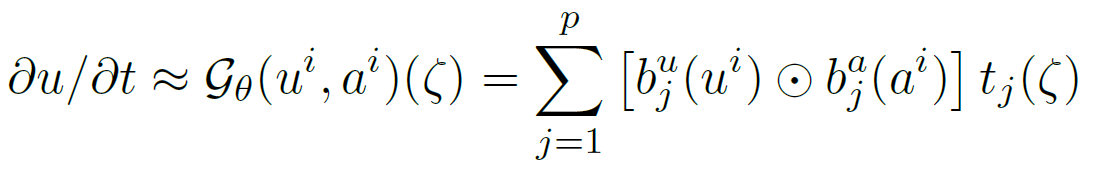 ∂u/∂t ≈ 𝒢_θ(u^i, a^i)(ζ) = ∑_{j=1}^{p} [b_j^u(u^i) ⊙ b_j^a(a^i)] t_j(ζ)